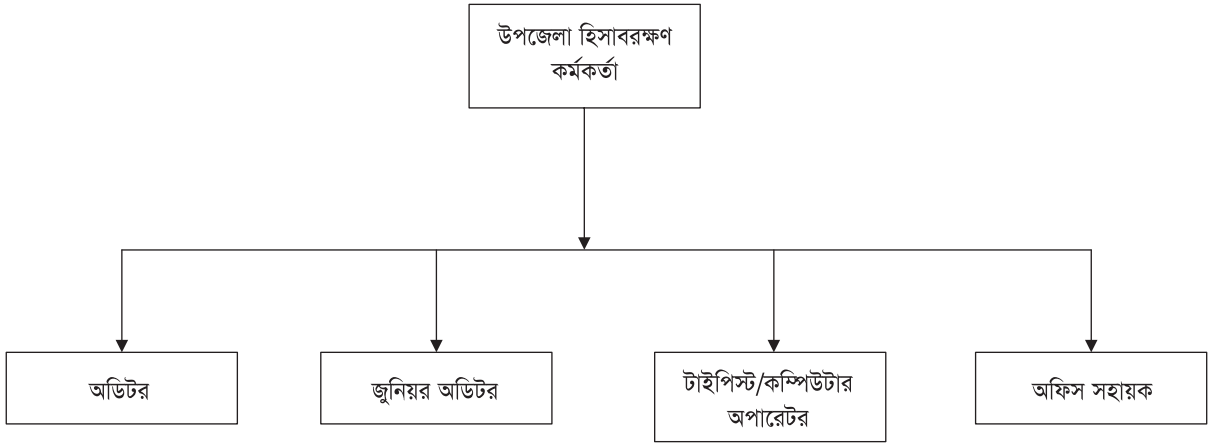 উপজেলা হিসাবরক্ষণ
কর্মকর্তা
অডিটর
জুনিয়র অডিটর
টাইপিস্ট/কম্পিউটার
অপারেটর
অফিস সহায়ক